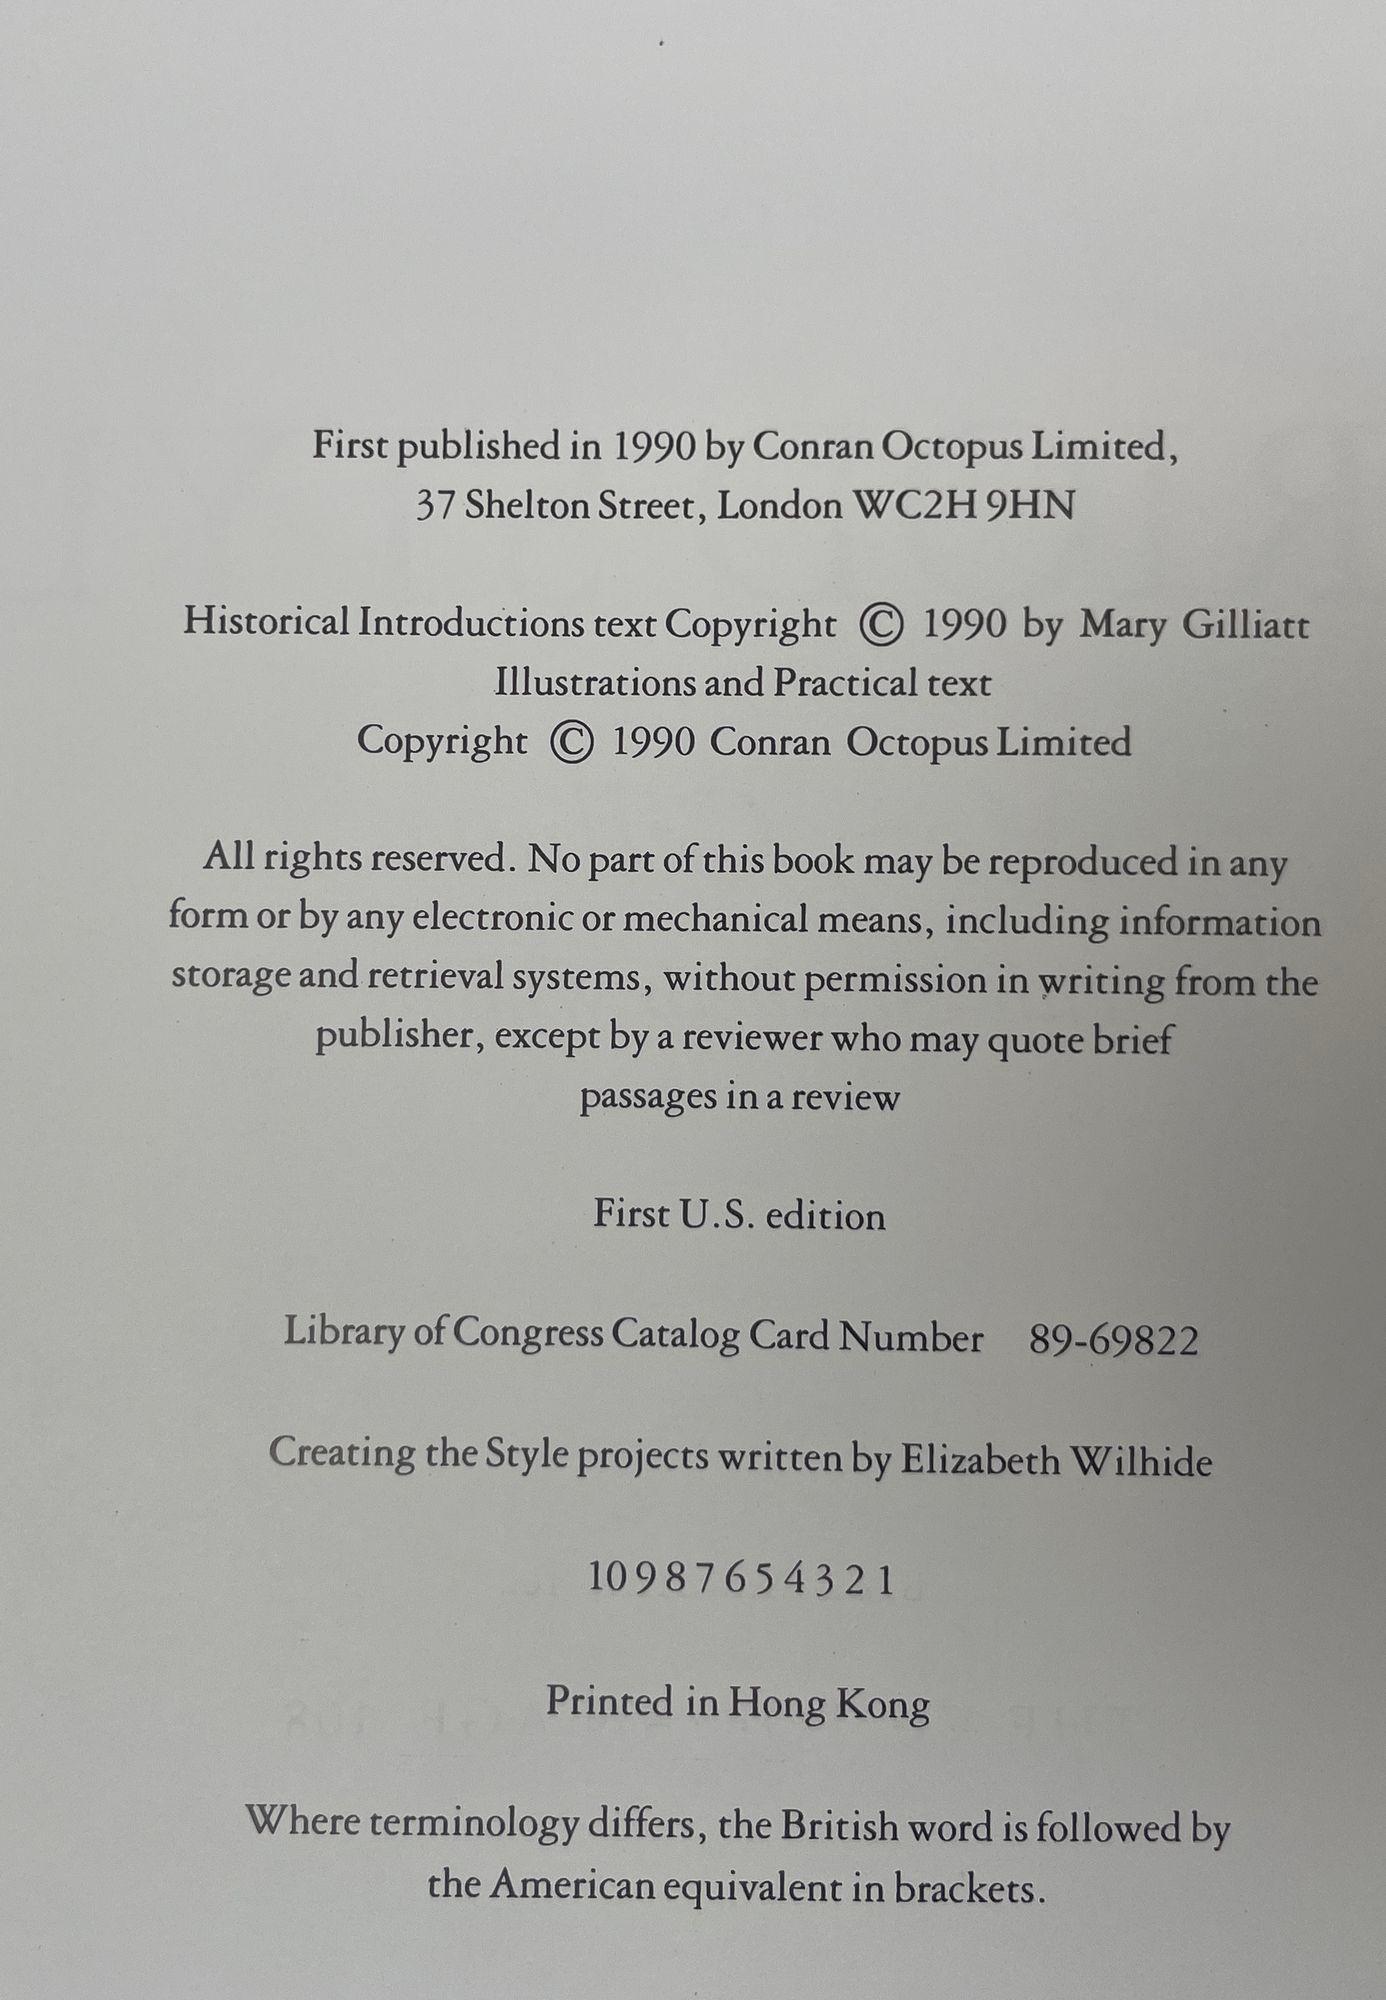 First published in 1990 by Conran Octopus Limited,
37 Shelton Street, London WC2H 9HN
Historical Introductions text Copyright © 1990 by Mary Gilliatt
Illustrations and Practical text
Copyright © 1990 Conran Octopus Limited
All rights reserved. No part of this book may be reproduced in any
form or by any electronic or mechanical means, including information
storage and retrieval systems, without permission in writing from the
publisher, except by a reviewer who may quote brief
passages in a review
First U.S. edition
Library of Congress Catalog Card Number 89-69822
Creating the Style projects written by Elizabeth Wilhide
10 9 8 7 6 5 4 3 2 1
Printed in Hong Kong
Where terminology differs, the British word is followed by
the American equivalent in brackets.